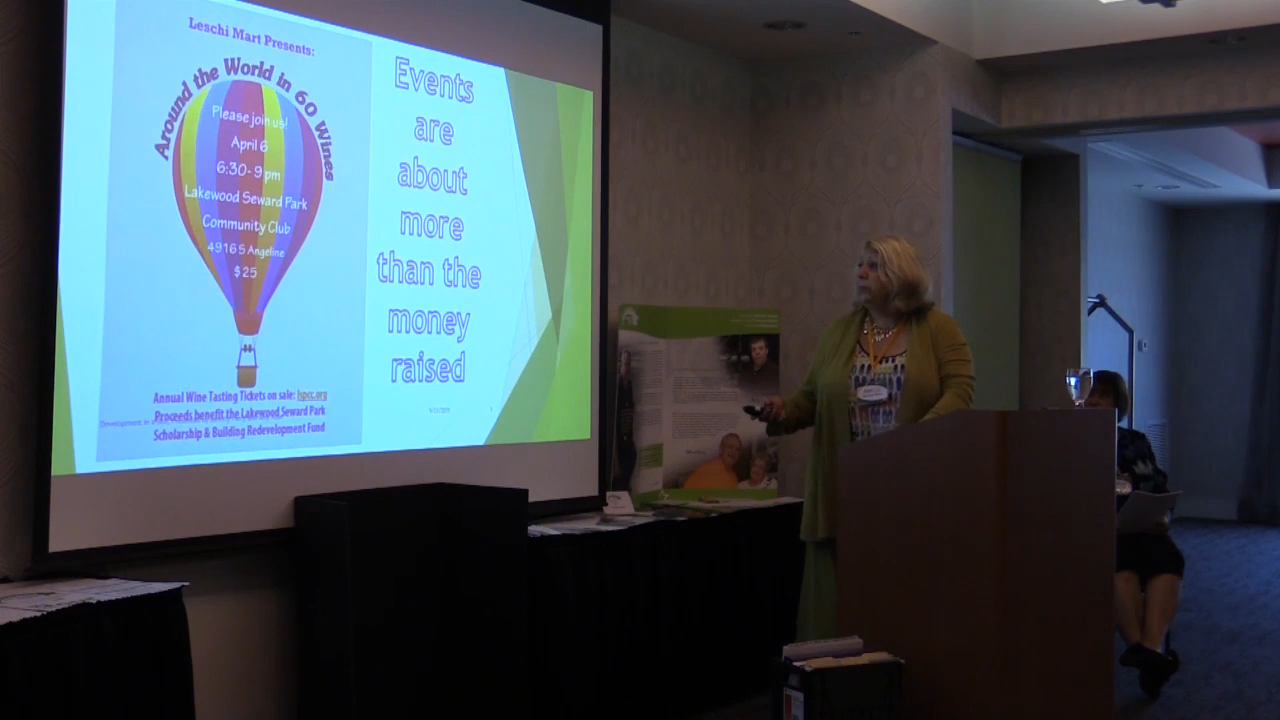 Leschi Mart Presents:
Around the World in 60 Wines
Please join us!
April 6
6:30-9 pm
Lakewood Seward Park
Community Club
4916 S Angeline
$25
Annual Wine Tasting Tickets on sale: lspcc.org
Proceeds benefit the Lakewood Seward Park
Scholarship & Building Redevelopment Fund
Events
are
about
more
than the
money
raised